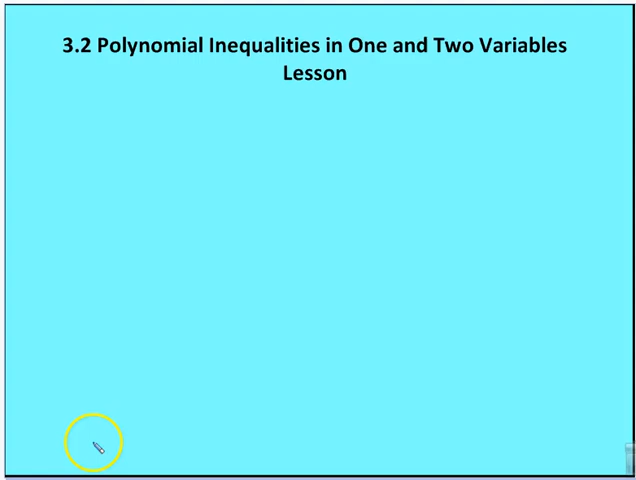 3.2 Polynomial Inequalities in One and Two Variables
Lesson